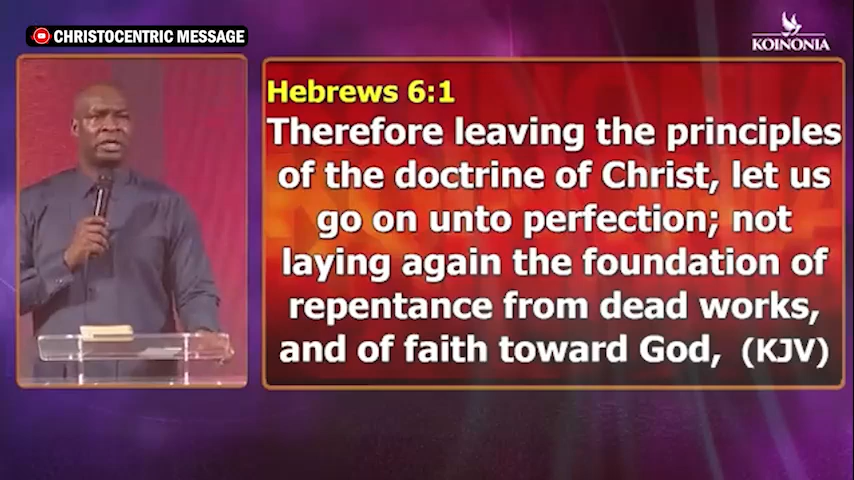 CHRISTOCENTRIC MESSAGE
KOINONIA
Hebrews 6:1
Therefore leaving the principles
of the doctrine of Christ, let us
go on unto perfection; not
laying again the foundation of
repentance from dead works,
and of faith toward God, (KJV)